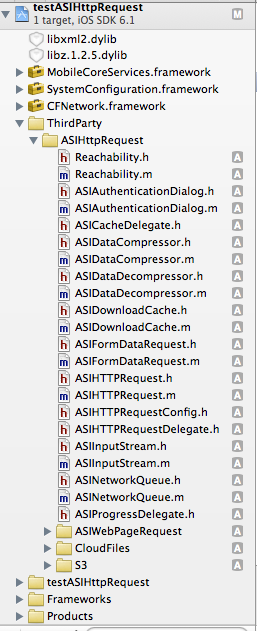 testASIHttpRequest M
1 target, iOS SDK 6.1
libxml2.dylib
libz.1.2.5.dylib
MobileCoreServices.framework
SystemConfiguration.framework
CFNetwork.framework
ThirdParty
ASIHttpRequest
h Reachability.h A
m Reachability.m A
h ASIAuthenticationDialog.h A
m ASIAuthenticationDialog.m A
h ASICacheDelegate.h A
h ASIDataCompressor.h A
m ASIDataCompressor.m A
h ASIDataDecompressor.h A
m ASIDataDecompressor.m A
h ASIDownloadCache.h A
m ASIDownloadCache.m A
h ASIFormDataRequest.h A
m ASIFormDataRequest.m A
h ASIHTTPRequest.h A
m ASIHTTPRequest.m A
h ASIHTTPRequestConfig.h A
h ASIHTTPRequestDelegate.h A
h ASIInputStream.h A
m ASIInputStream.m A
h ASINetworkQueue.h A
m ASINetworkQueue.m A
h ASIProgressDelegate.h A
ASIWebPageRequest A
CloudFiles A
S3 A
testASIHttpRequest
Frameworks
Products